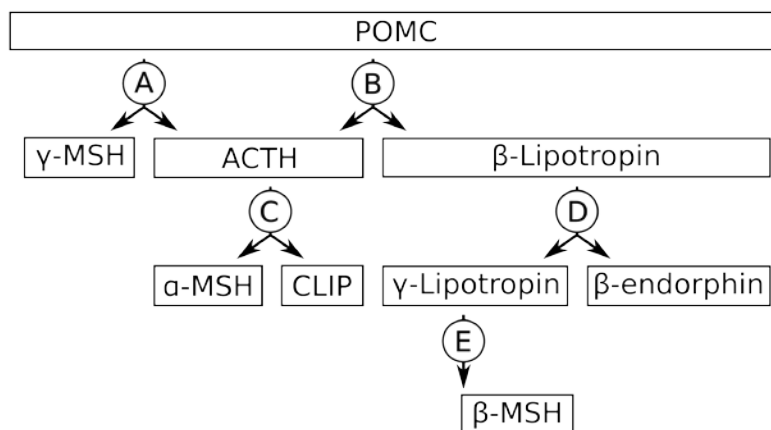 POMC
A B
γ-MSH ACTH β-Lipotropin
C D
α-MSH CLIP γ-Lipotropin β-endorphin
E
β-MSH